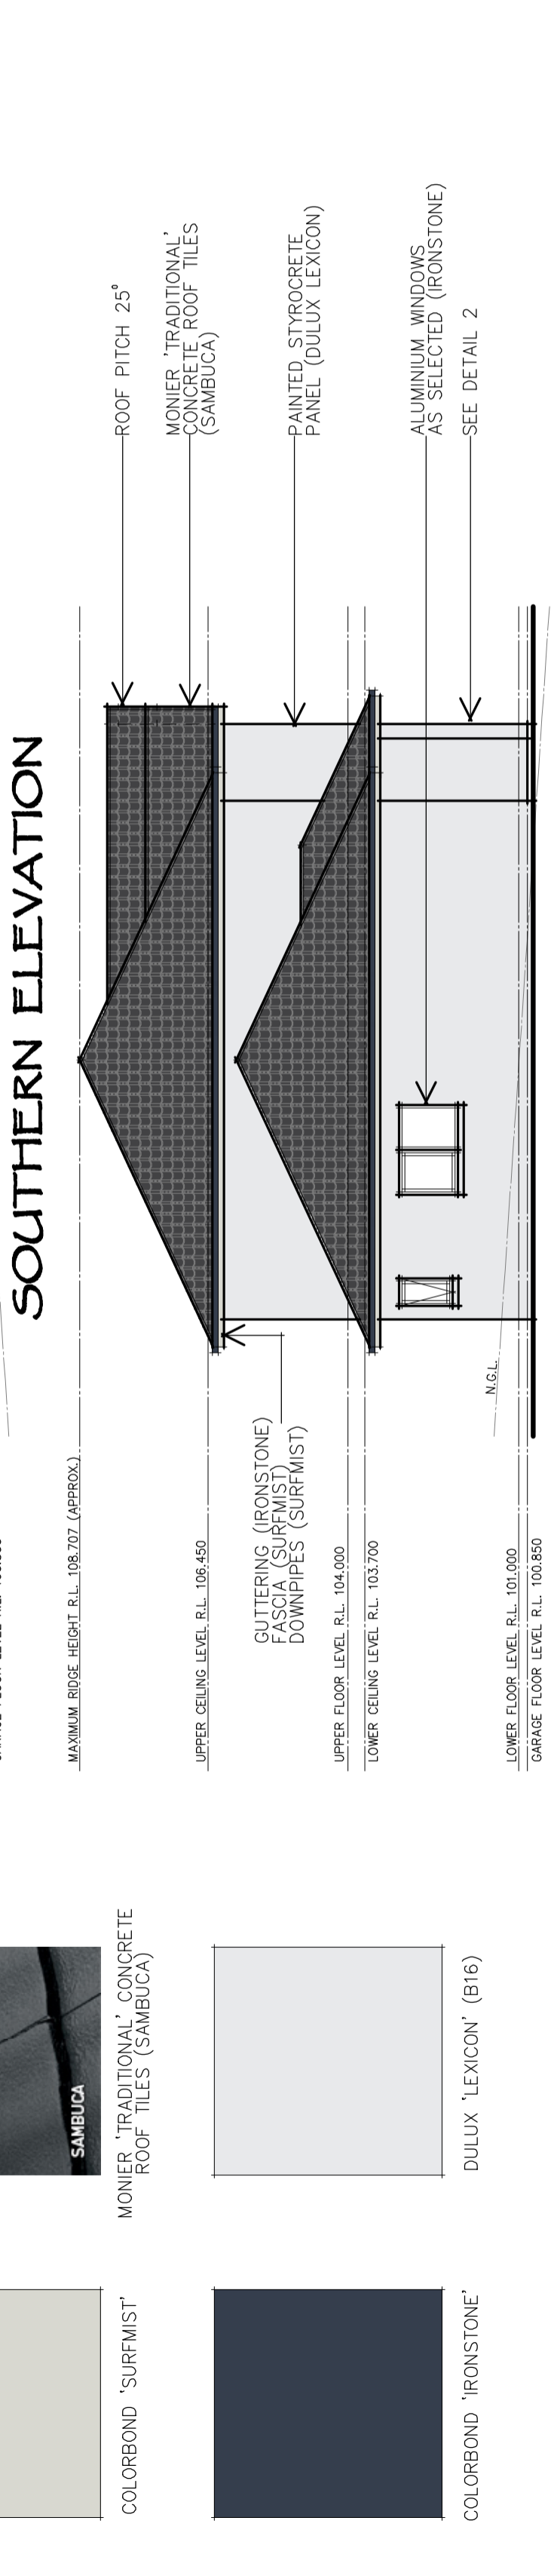 SOUTHERN ELEVATION
ROOF PITCH 25°
MONIER 'TRADITIONAL'
CONCRETE ROOF TILES
(SAMBUCA)
PAINTED STYROCRETE
PANEL (DULUX LEXICON)
ALUMINIUM WINDOWS
AS SELECTED (IRONSTONE)
SEE DETAIL 2
GUTTERING (IRONSTONE)
FASCIA (SURFMIST)
DOWNPIPES (SURFMIST)
N.G.L.
MAXIMUM RIDGE HEIGHT R.L. 108.707 (APPROX.)
UPPER CEILING LEVEL R.L. 106.450
UPPER FLOOR LEVEL R.L. 104.000
LOWER CEILING LEVEL R.L. 103.700
LOWER FLOOR LEVEL R.L. 101.000
GARAGE FLOOR LEVEL R.L. 100.850
SAMBUCA
MONIER 'TRADITIONAL' CONCRETE
ROOF TILES (SAMBUCA)
DULUX 'LEXICON' (B16)
COLORBOND 'SURFMIST'
COLORBOND 'IRONSTONE'